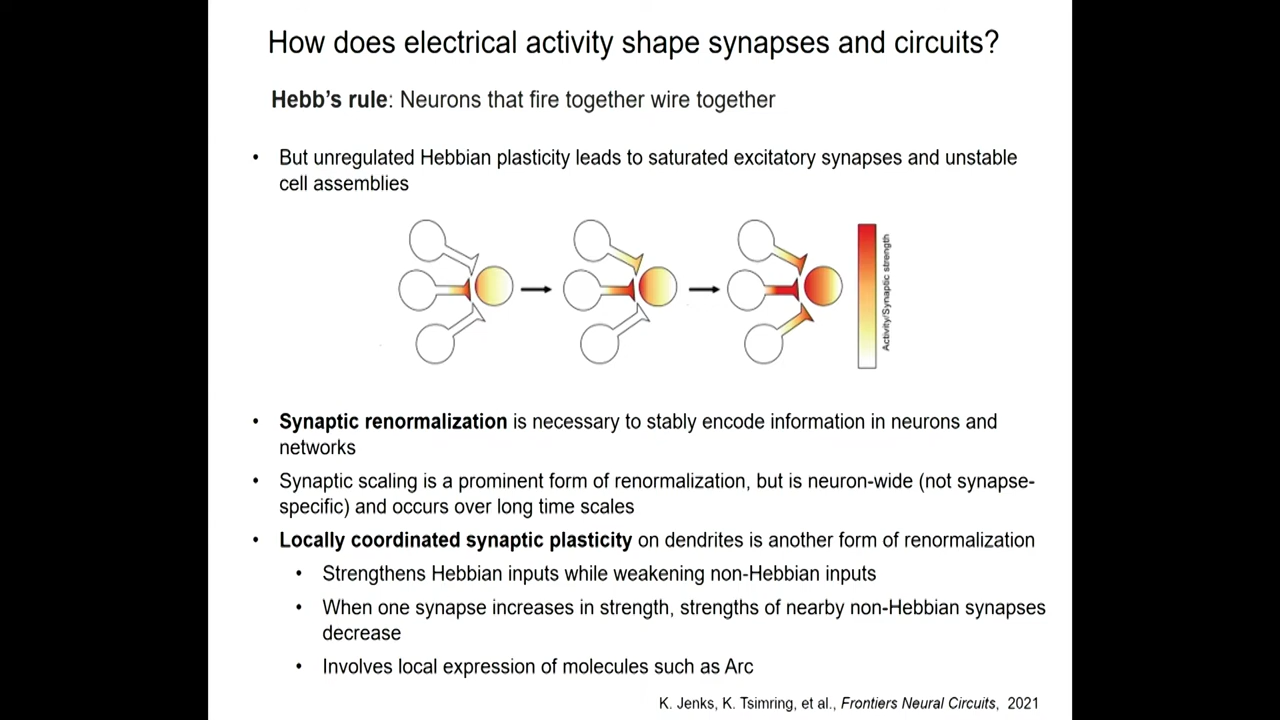 How does electrical activity shape synapses and circuits?
Hebb's rule: Neurons that fire together wire together
• But unregulated Hebbian plasticity leads to saturated excitatory synapses and unstable
cell assemblies
Activity/Synaptic strength
• Synaptic renormalization is necessary to stably encode information in neurons and
networks
• Synaptic scaling is a prominent form of renormalization, but is neuron-wide (not synapse-
specific) and occurs over long time scales
• Locally coordinated synaptic plasticity on dendrites is another form of renormalization
• Strengthens Hebbian inputs while weakening non-Hebbian inputs
• When one synapse increases in strength, strengths of nearby non-Hebbian synapses
decrease
• Involves local expression of molecules such as Arc
K. Jenks, K. Tsimring, et al., Frontiers Neural Circuits, 2021